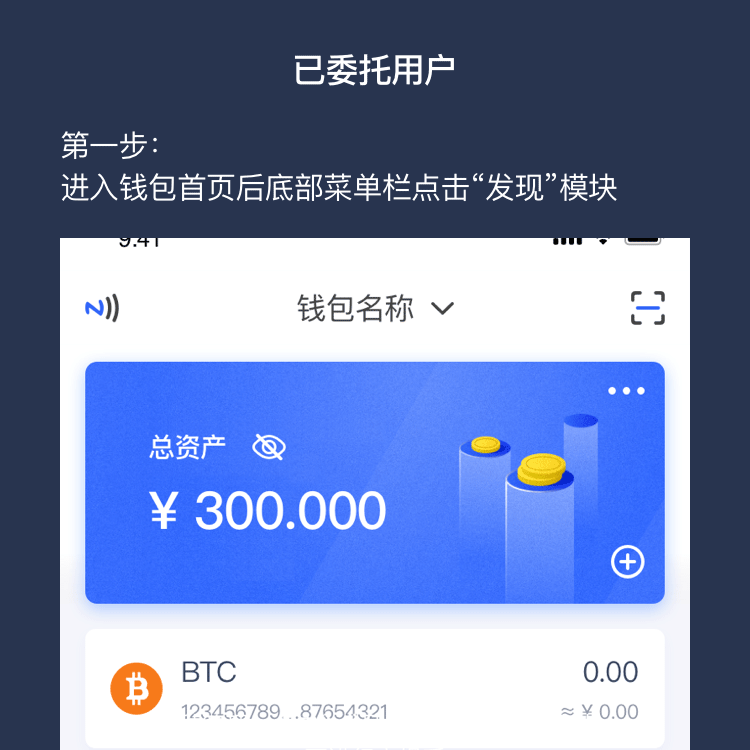 已委托用户
第一步：
进入钱包首页后底部菜单栏点击“发现”模块
9:41
钱包名称
总资产
¥ 300.000
BTC
0.00
123456789...87654321
≈ ¥ 0.00